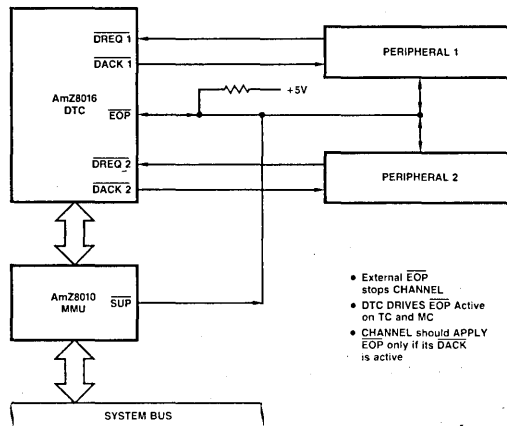 DREQ 1
PERIPHERAL 1
DACK 1
AmZ8016
DTC
+5V
EOP
DREQ 2
PERIPHERAL 2
DACK 2
AmZ8010
MMU
SUP
• External EOP
stops CHANNEL
• DTC DRIVES EOP Active
on TC and MC
• CHANNEL should APPLY
EOP only if its DACK
is active
SYSTEM BUS